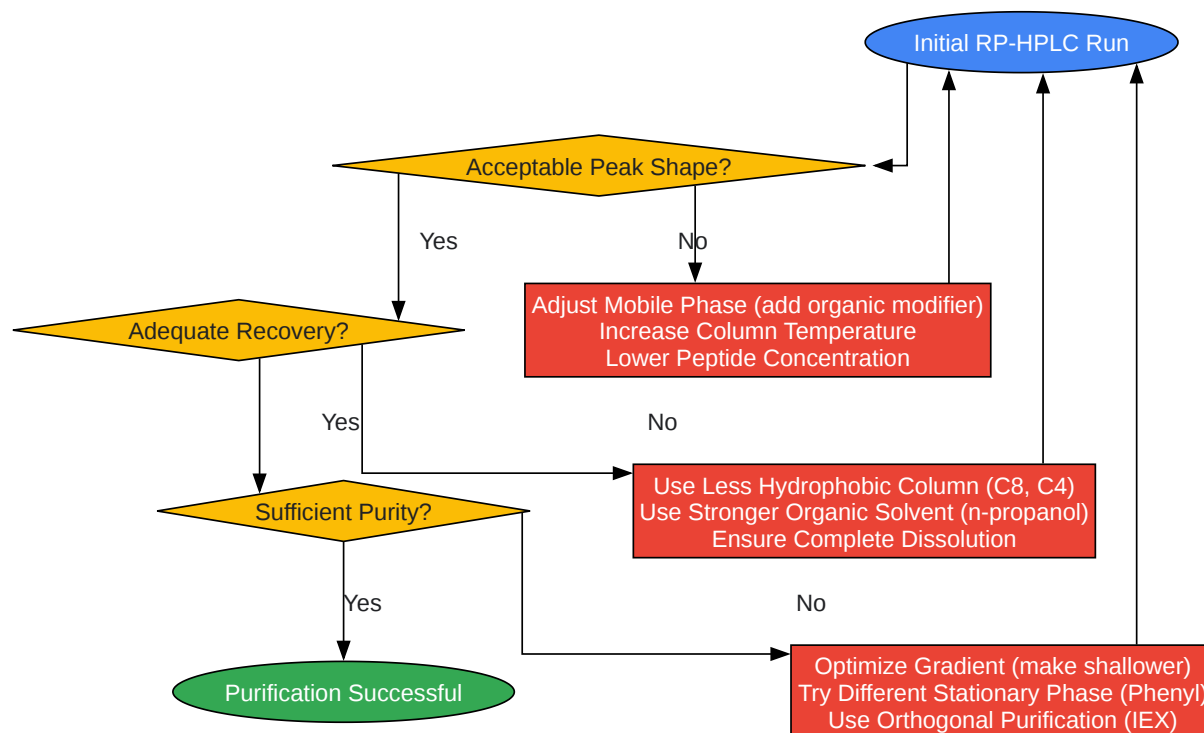 Initial RP-HPLC Run
Acceptable Peak Shape?
Yes
No
Adjust Mobile Phase (add organic modifier)
Increase Column Temperature
Lower Peptide Concentration
Adequate Recovery?
Yes
No
Use Less Hydrophobic Column (C8, C4)
Use Stronger Organic Solvent (n-propanol)
Ensure Complete Dissolution
Sufficient Purity?
Yes
No
Optimize Gradient (make shallower)
Try Different Stationary Phase (Phenyl)
Use Orthogonal Purification (IEX)
Purification Successful